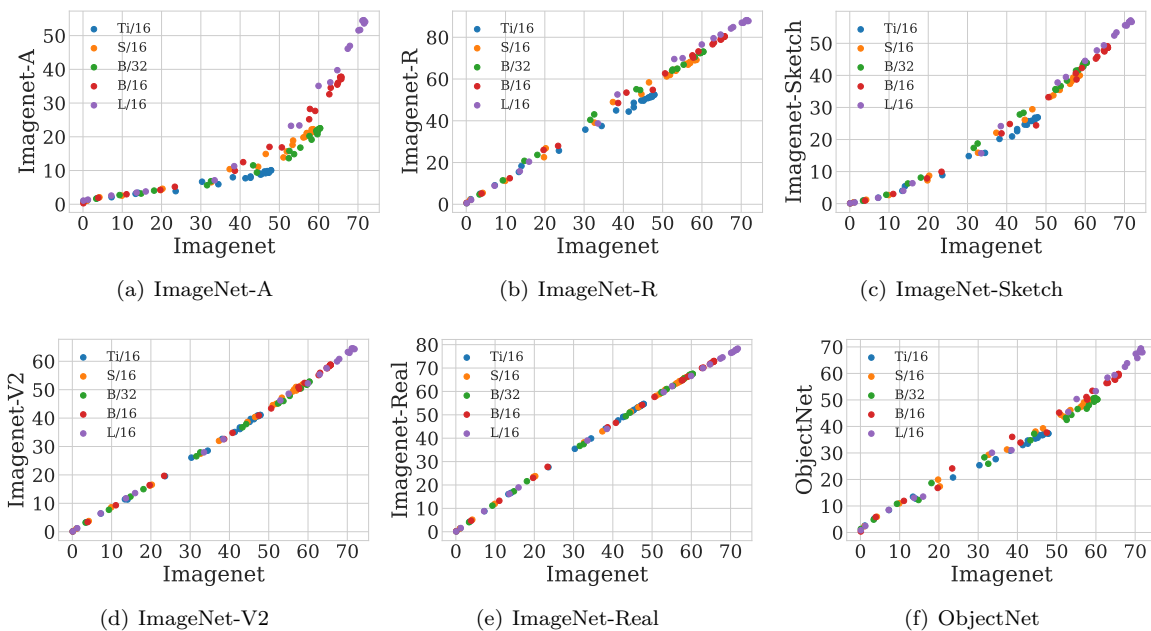 Imagenet-A
50
40
30
20
10
0
Ti/16
S/16
B/32
B/16
L/16
0 10 20 30 40 50 60 70
Imagenet
(a) ImageNet-A
Imagenet-R
80
60
40
20
0
Ti/16
S/16
B/32
B/16
L/16
0 10 20 30 40 50 60 70
Imagenet
(b) ImageNet-R
Imagenet-Sketch
50
40
30
20
10
0
Ti/16
S/16
B/32
B/16
L/16
0 10 20 30 40 50 60 70
Imagenet
(c) ImageNet-Sketch
Imagenet-V2
60
50
40
30
20
10
0
Ti/16
S/16
B/32
B/16
L/16
0 10 20 30 40 50 60 70
Imagenet
(d) ImageNet-V2
Imagenet-Real
80
70
60
50
40
30
20
10
0
Ti/16
S/16
B/32
B/16
L/16
0 10 20 30 40 50 60 70
Imagenet
(e) ImageNet-Real
ObjectNet
70
60
50
40
30
20
10
0
Ti/16
S/16
B/32
B/16
L/16
0 10 20 30 40 50 60 70
Imagenet
(f) ObjectNet